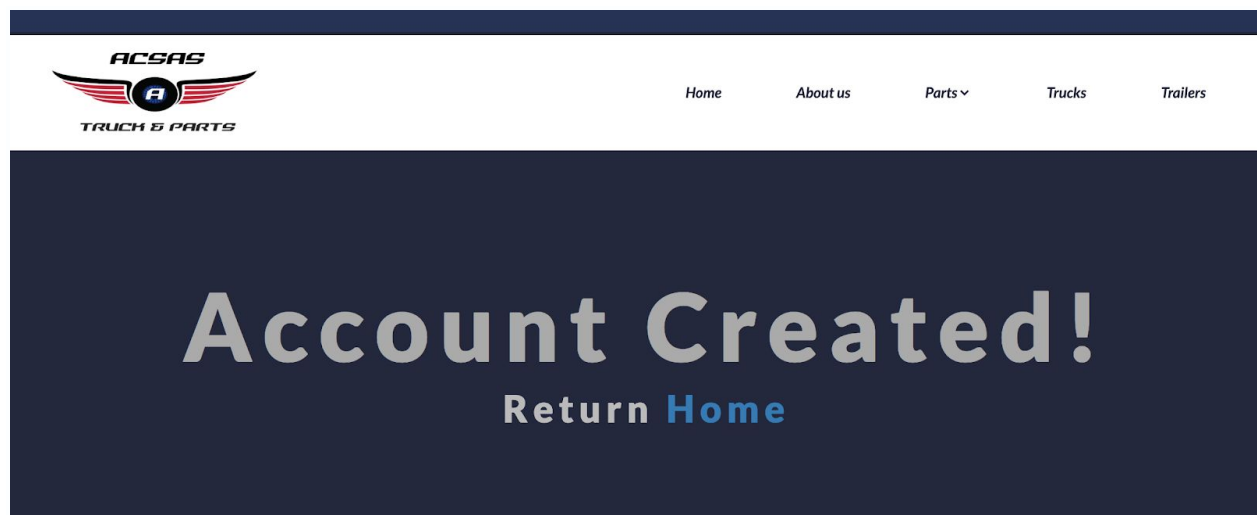 ACSAS
A
TRUCK & PARTS
Home About us Parts Trucks Trailers
Account Created!
Return Home